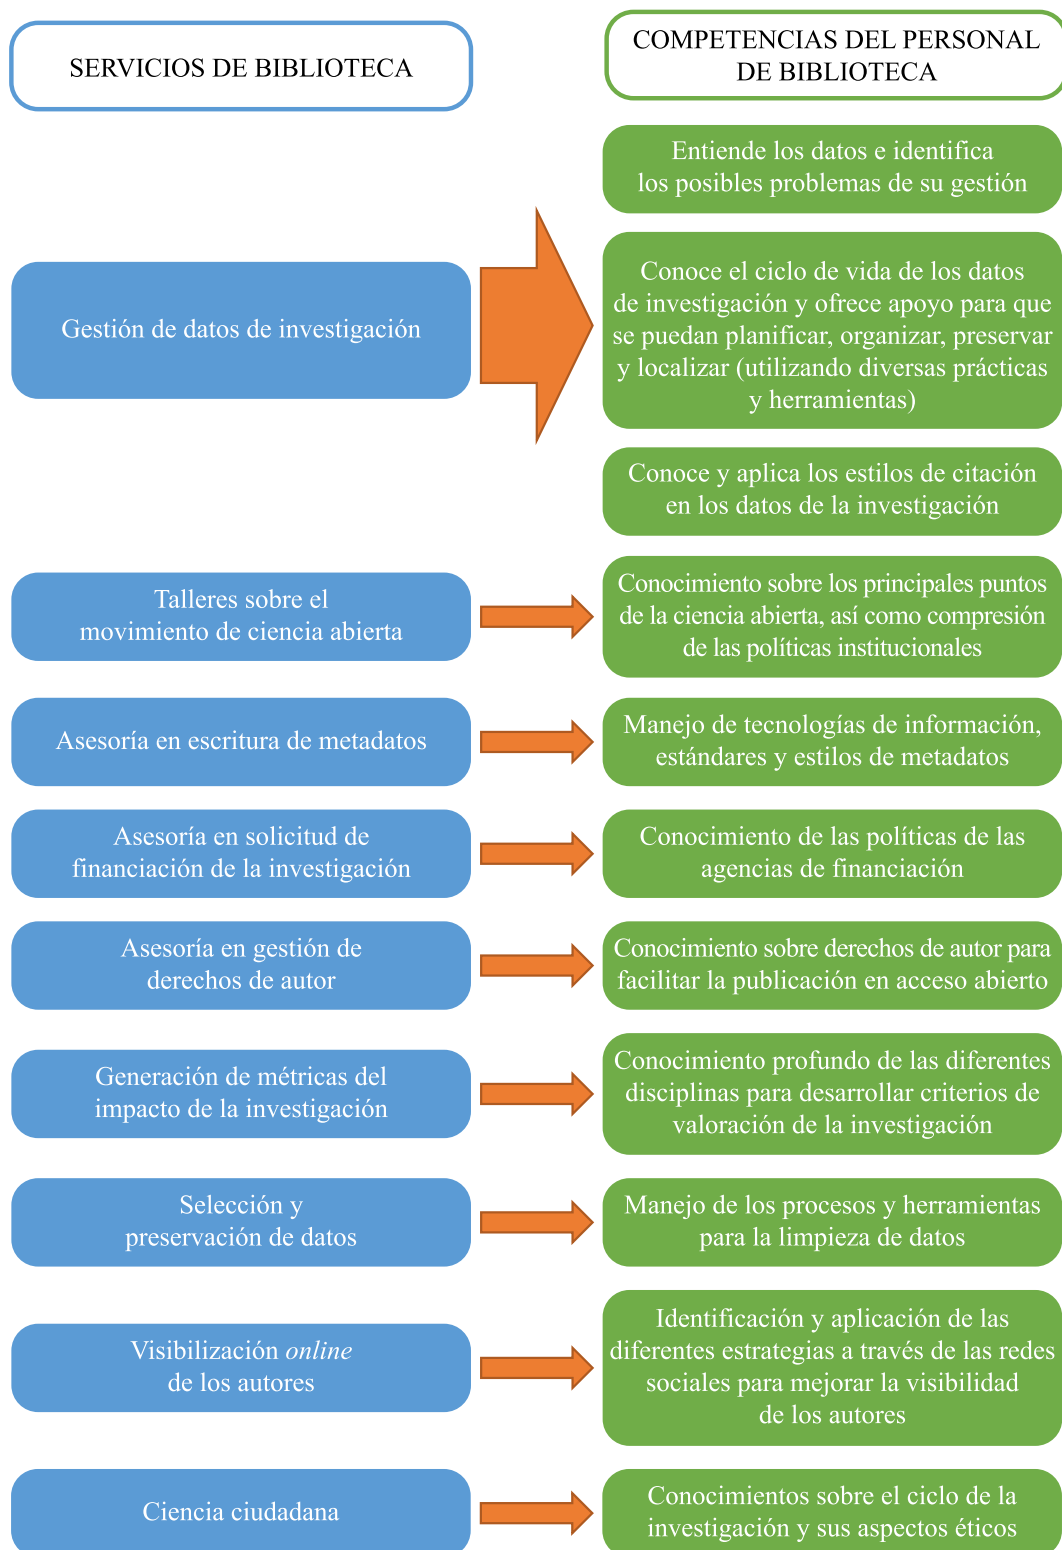 SERVICIOS DE BIBLIOTECA
COMPETENCIAS DEL PERSONAL
DE BIBLIOTECA
Gestión de datos de investigación
Entiende los datos e identifica
los posibles problemas de su gestión
Conoce el ciclo de vida de los datos
de investigación y ofrece apoyo para que
se puedan planificar, organizar, preservar
y localizar (utilizando diversas prácticas
y herramientas)
Conoce y aplica los estilos de citación
en los datos de la investigación
Talleres sobre el
movimiento de ciencia abierta
Conocimiento sobre los principales puntos
de la ciencia abierta, así como compresión
de las políticas institucionales
Asesoría en escritura de metadatos
Manejo de tecnologías de información,
estándares y estilos de metadatos
Asesoría en solicitud de
financiación de la investigación
Conocimiento de las políticas de las
agencias de financiación
Asesoría en gestión de
derechos de autor
Conocimiento sobre derechos de autor para
facilitar la publicación en acceso abierto
Generación de métricas del
impacto de la investigación
Conocimiento profundo de las diferentes
disciplinas para desarrollar criterios de
valoración de la investigación
Selección y
preservación de datos
Manejo de los procesos y herramientas
para la limpieza de datos
Visibilización online
de los autores
Identificación y aplicación de las
diferentes estrategias a través de las redes
sociales para mejorar la visibilidad
de los autores
Ciencia ciudadana
Conocimientos sobre el ciclo de la
investigación y sus aspectos éticos